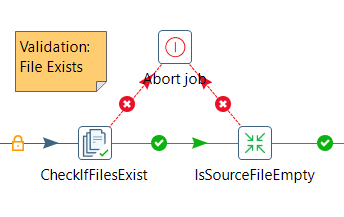 Validation:
File Exists
Abort job
CheckIfFilesExist
IsSourceFileEmpty